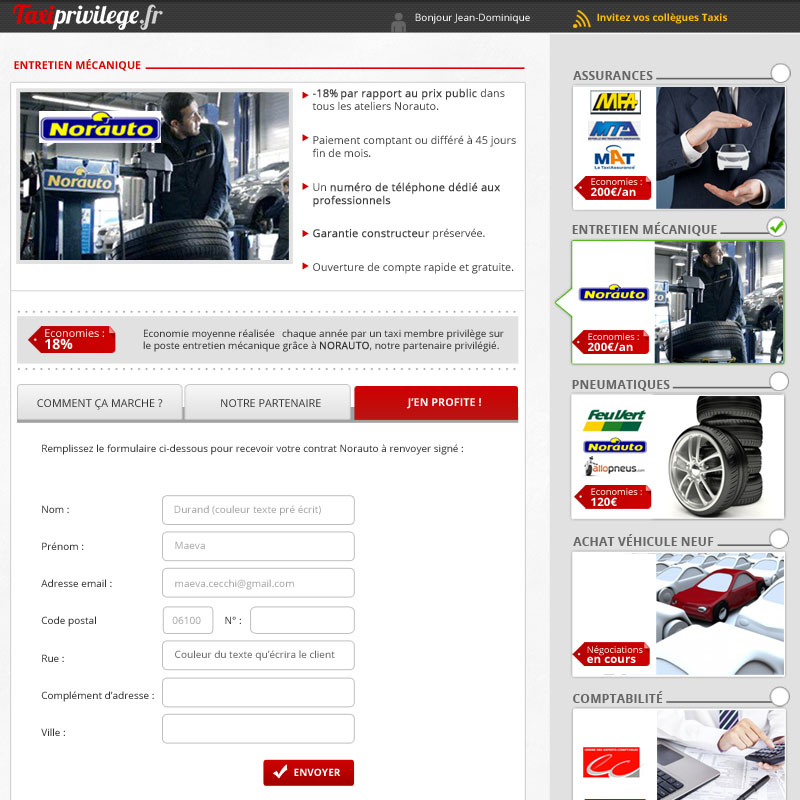 Taxiprivilege.fr
Bonjour Jean-Dominique
Invitez vos collègues Taxis
ENTRETIEN MÉCANIQUE
Norauto
Norauto
-18% par rapport au prix public dans
tous les ateliers Norauto.
Paiement comptant ou différé à 45 jours
fin de mois.
Un numéro de téléphone dédié aux
professionnels
Garantie constructeur préservée.
Ouverture de compte rapide et gratuite.
Economies :
18%
Economie moyenne réalisée chaque année par un taxi membre privilège sur
le poste entretien mécanique grâce à NORAUTO, notre partenaire privilégié.
COMMENT ÇA MARCHE ?
NOTRE PARTENAIRE
J'EN PROFITE !
Remplissez le formulaire ci-dessous pour recevoir votre contrat Norauto à renvoyer signé :
Nom :
Durand (couleur texte pré écrit)
Prénom :
Maeva
Adresse email :
maeva.cecchi@gmail.com
Code postal
06100
N° :
Rue :
Couleur du texte qu'écrira le client
Complément d'adresse :
Ville :
ENVOYER
ASSURANCES
MFA
MTA
MAT
La TaxiAssurance
Economies :
200€/an
ENTRETIEN MÉCANIQUE
Norauto
Economies :
200€/an
PNEUMATIQUES
FeuVert
Norauto
allopneus.com
Economies :
120€
ACHAT VÉHICULE NEUF
Négociations
en cours
COMPTABILITÉ